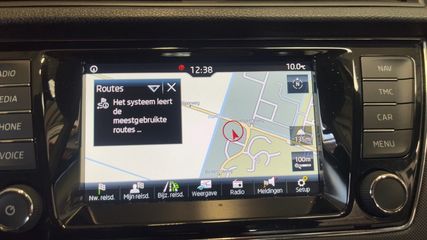 12:38
10.0°C
RADIO
NAV
Routes
MEDIA
Het systeem leert
de
meestgebruikte
routes ...
TMC
PHONE
CAR
VOICE
100m
MENU
Nw. reisd.
Mijn reisd.
Bijz. reisd.
Weergave
Radio
Meldingen
Setup